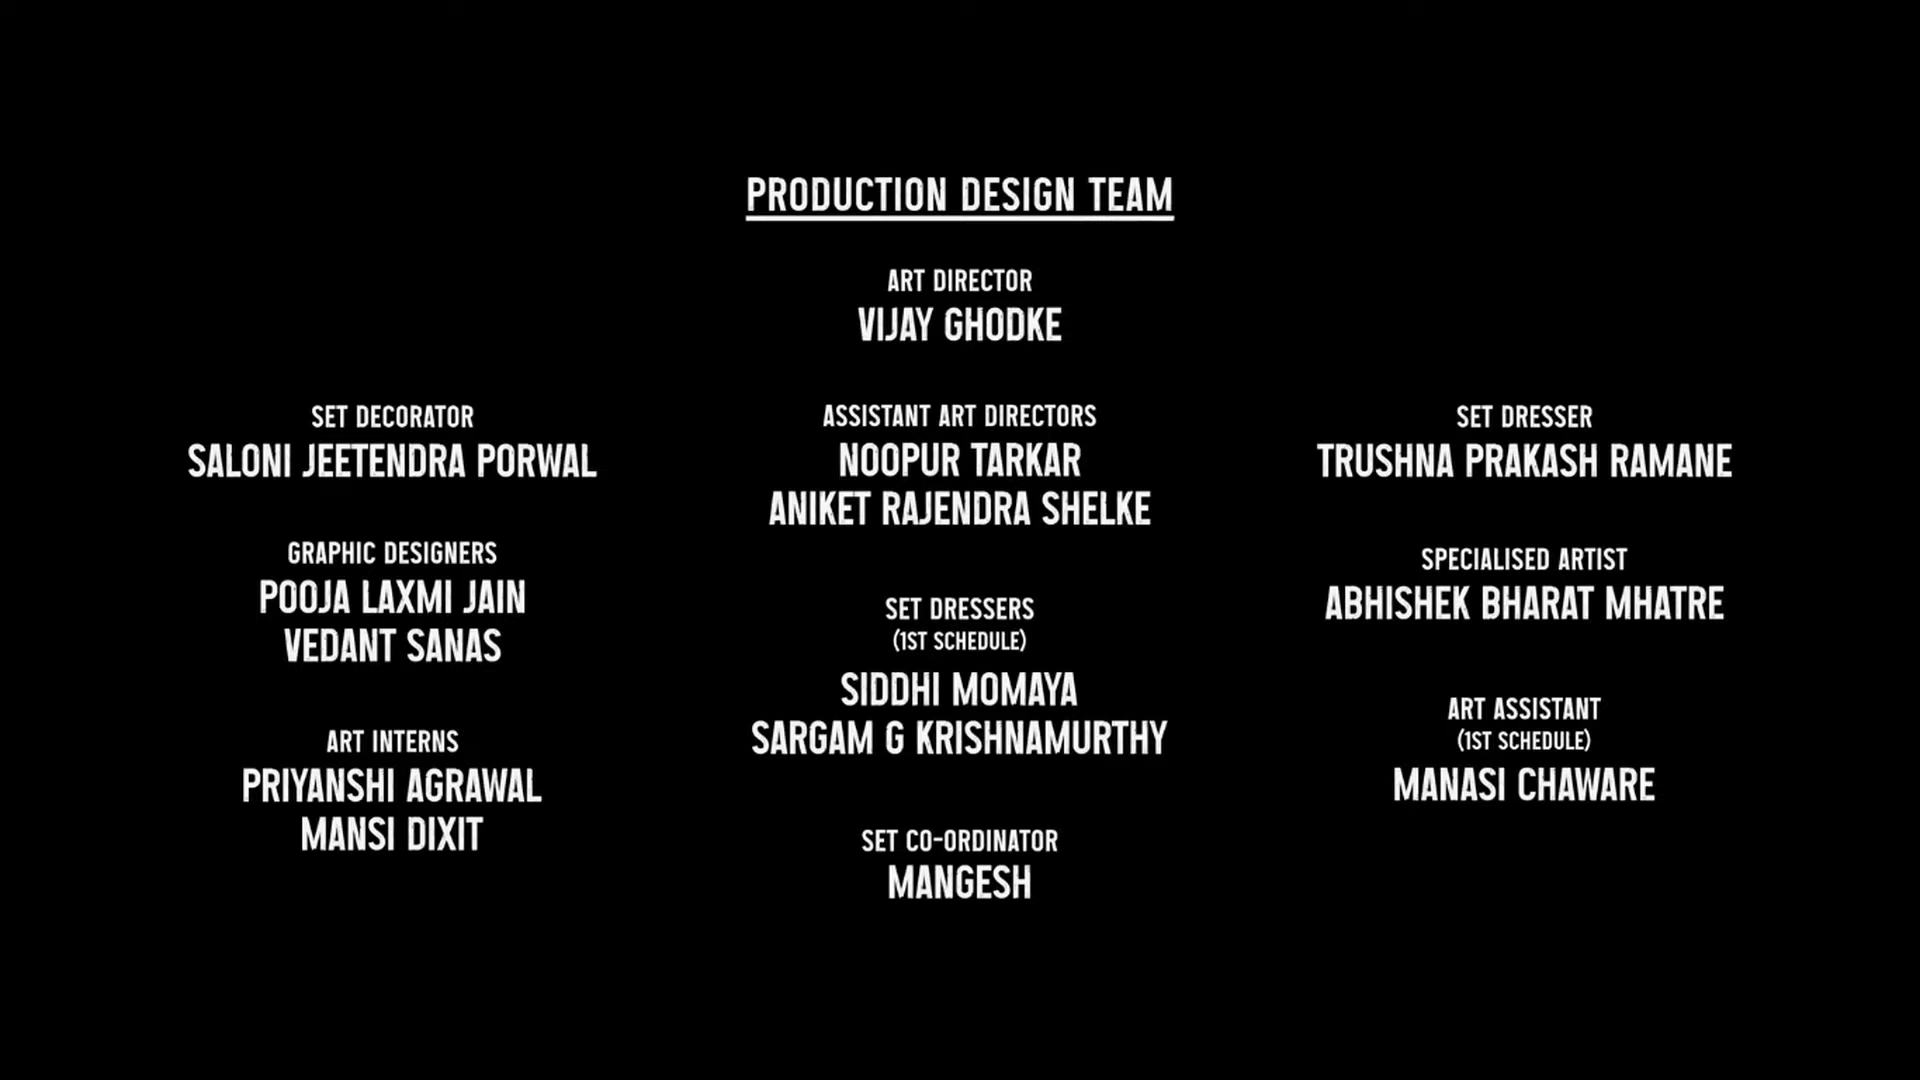 PRODUCTION DESIGN TEAM
ART DIRECTOR
VIJAY GHODKE
SET DECORATOR
SALONI JEETENDRA PORWAL
GRAPHIC DESIGNERS
POOJA LAXMI JAIN
VEDANT SANAS
ART INTERNS
PRIYANSHI AGRAWAL
MANSI DIXIT
ASSISTANT ART DIRECTORS
NOOPUR TARKAR
ANIKET RAJENDRA SHELKE
SET DRESSERS
(1ST SCHEDULE)
SIDDHI MOMAYA
SARGAM G KRISHNAMURTHY
SET CO-ORDINATOR
MANGESH
SET DRESSER
TRUSHNA PRAKASH RAMANE
SPECIALISED ARTIST
ABHISHEK BHARAT MHATRE
ART ASSISTANT
(1ST SCHEDULE)
MANASI CHAWARE